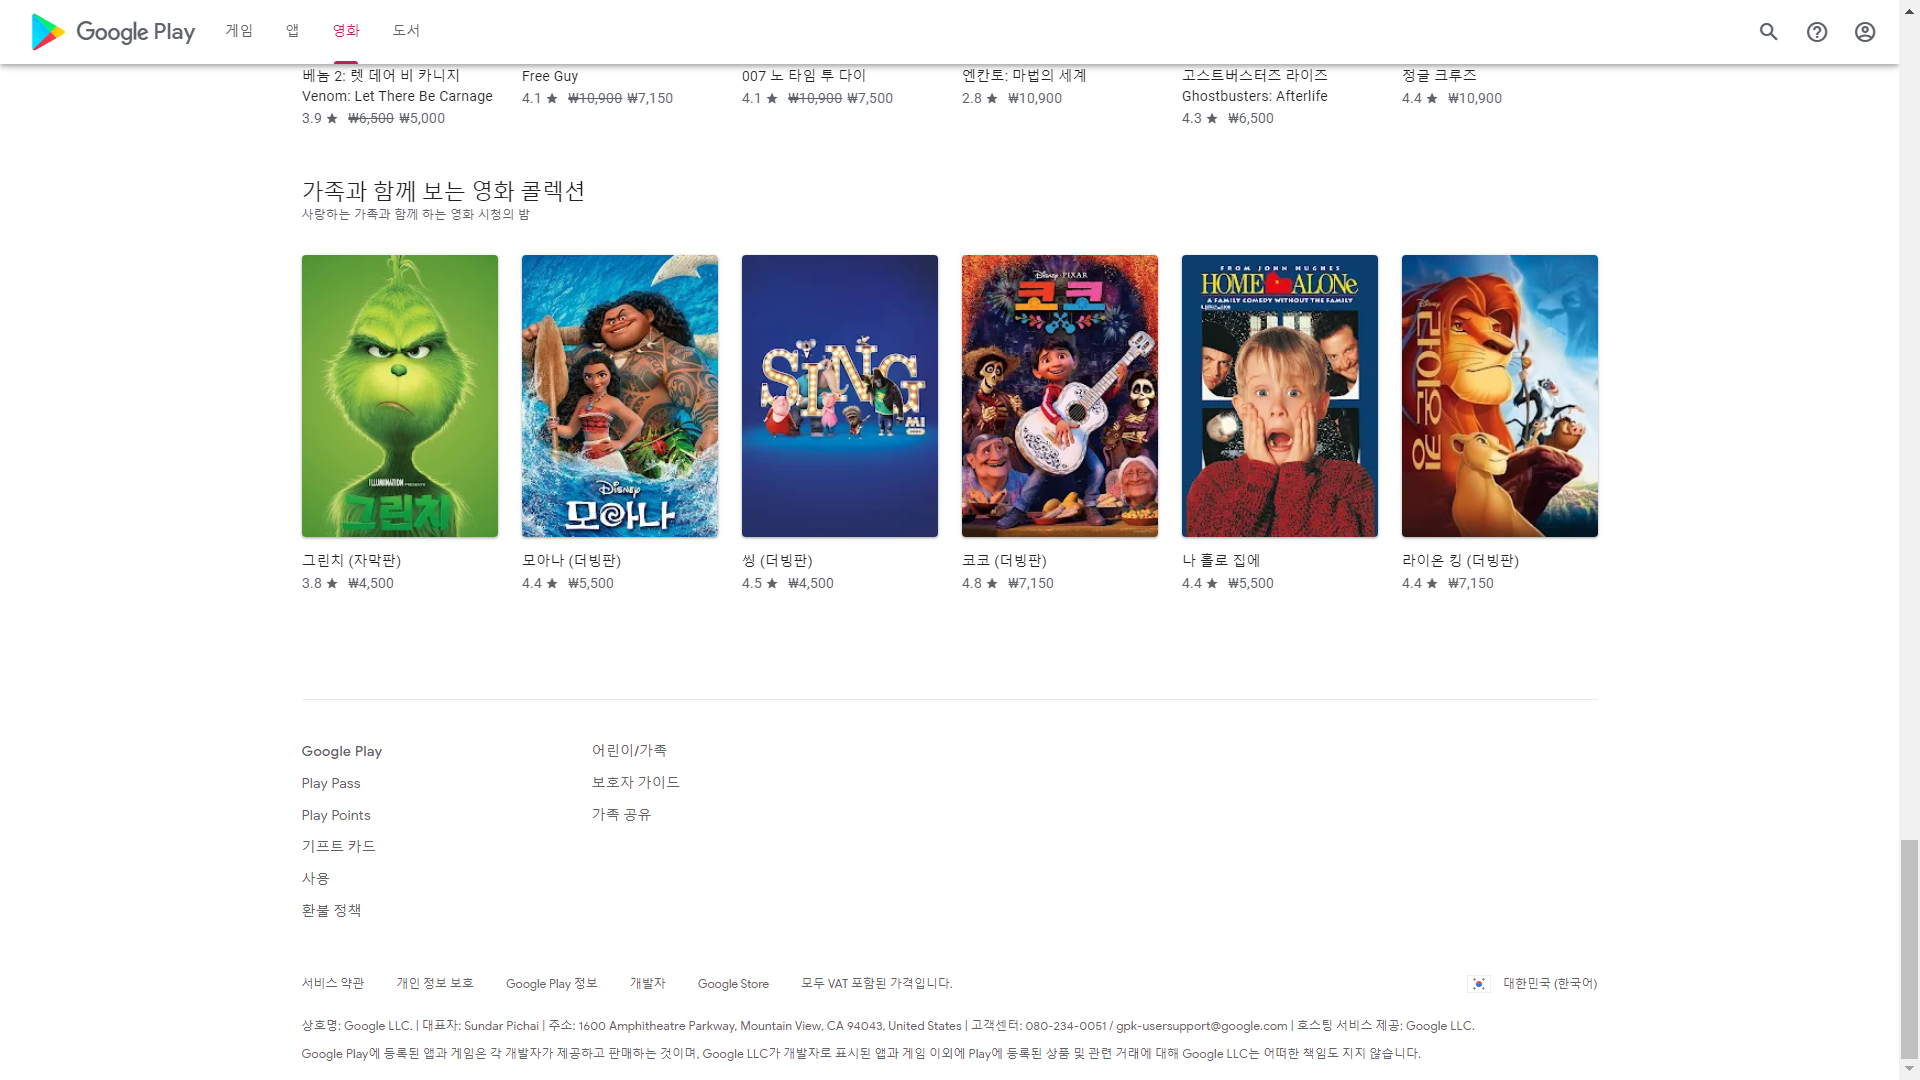 Google Play 게임 앱 영화 도서
베놈 2: 렛 데어 비 카니지
Venom: Let There Be Carnage
3.9 ★ ₩6,500 ₩5,000
Free Guy
4.1 ★ ₩10,900 ₩7,150
007 노 타임 투 다이
4.1 ★ ₩10,900 ₩7,500
엔칸토: 마법의 세계
2.8 ★ ₩10,900
고스트버스터즈 라이즈
Ghostbusters: Afterlife
4.3 ★ ₩6,500
정글 크루즈
4.4 ★ ₩10,900
가족과 함께 보는 영화 콜렉션
사랑하는 가족과 함께 하는 영화 시청의 밤
ILLUMINATION PRESENTS
그린치
Disney
모아나
SING
Disney PIXAR
코코
FROM JOHN HUGHES
HOME ALONe
A FAMILY COMEDY WITHOUT THE FAMILY
Disney
라이온 킹
그린치 (자막판)
3.8 ★ ₩4,500
모아나 (더빙판)
4.4 ★ ₩5,500
씽 (더빙판)
4.5 ★ ₩4,500
코코 (더빙판)
4.8 ★ ₩7,150
나 홀로 집에
4.4 ★ ₩5,500
라이온 킹 (더빙판)
4.4 ★ ₩7,150
Google Play
Play Pass
Play Points
기프트 카드
사용
환불 정책
어린이/가족
보호자 가이드
가족 공유
서비스 약관 개인 정보 보호 Google Play 정보 개발자 Google Store 모두 VAT 포함된 가격입니다. 대한민국 (한국어)
상호명: Google LLC. | 대표자: Sundar Pichai | 주소: 1600 Amphitheatre Parkway, Mountain View, CA 94043, United States | 고객센터: 080-234-0051 / gpk-usersupport@google.com | 호스팅 서비스 제공: Google LLC.
Google Play에 등록된 앱과 게임은 각 개발자가 제공하고 판매하는 것이며, Google LLC가 개발자로 표시된 앱과 게임 이외에 Play에 등록된 상품 및 관련 거래에 대해 Google LLC는 어떠한 책임도 지지 않습니다.